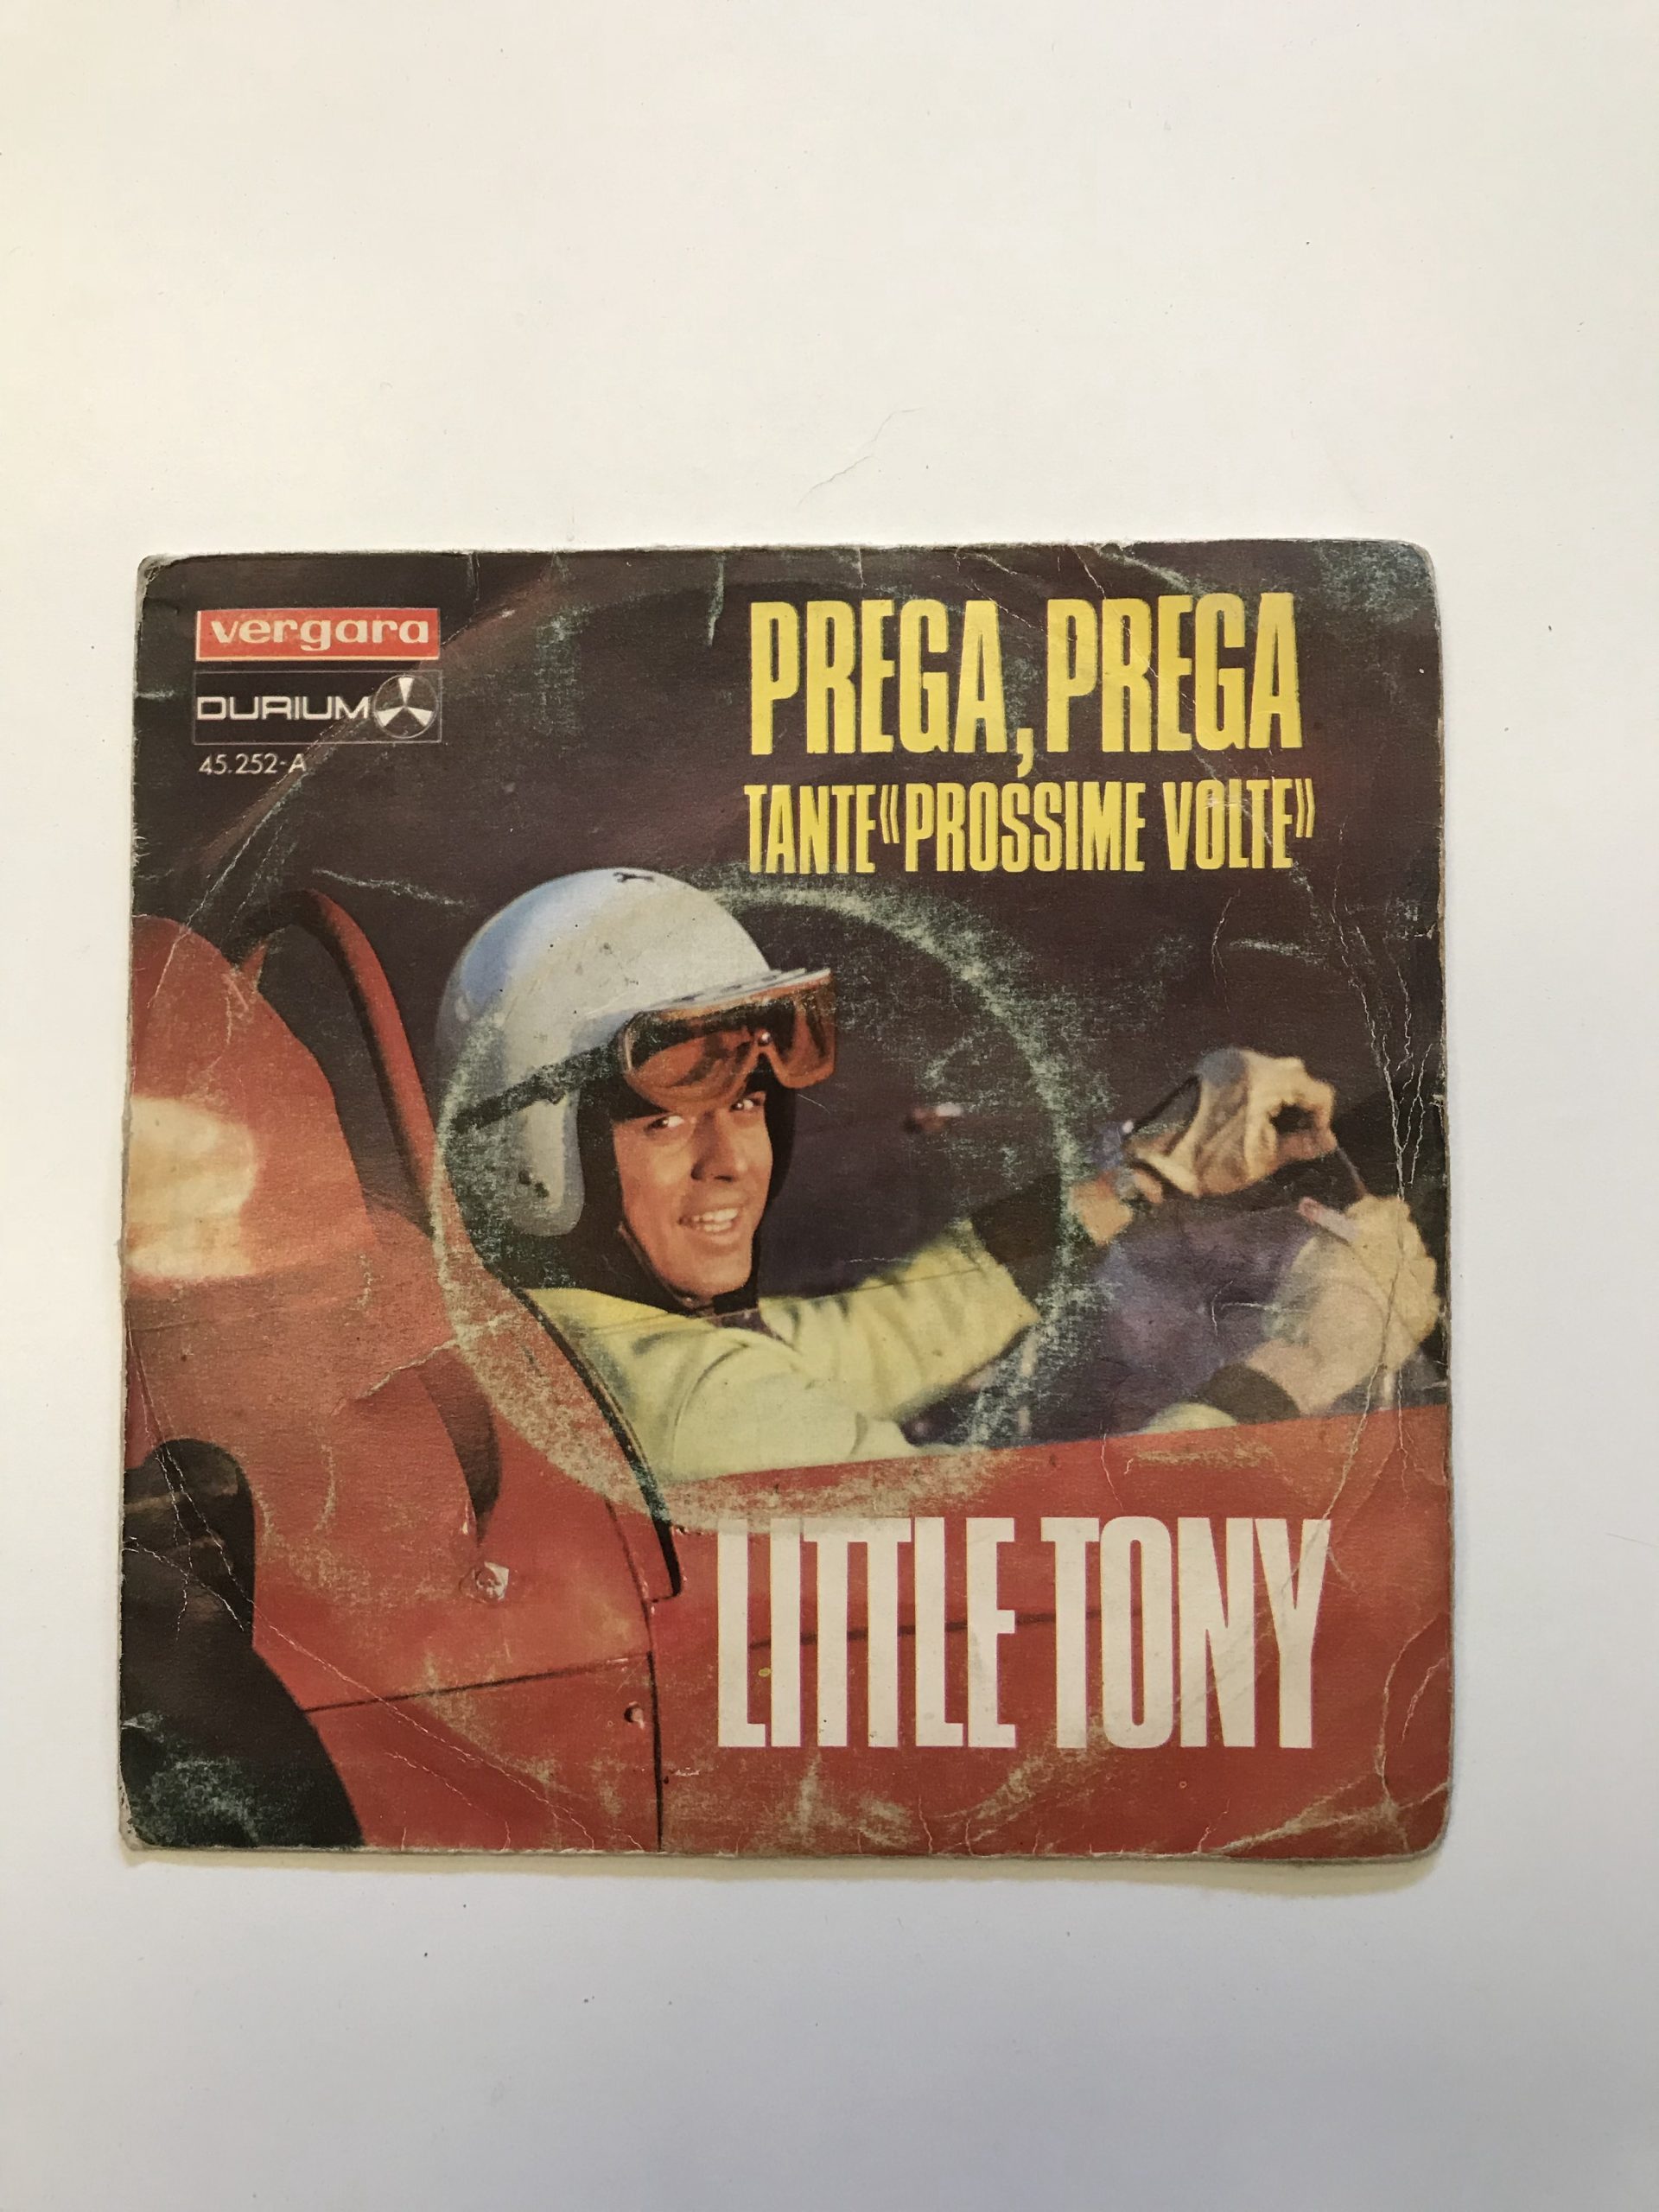 vergara
DURIUM
45.252-A
PREGA, PREGA
TANTE «PROSSIME VOLTE»
LITTLE TONY